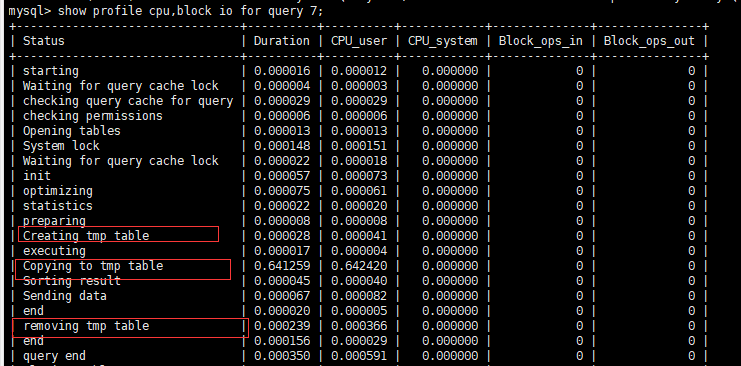 mysql> show profile cpu,block io for query 7;
+--------------------------------+----------+----------+------------+--------------+---------------+
| Status                         | Duration | CPU_user | CPU_system | Block_ops_in | Block_ops_out |
+--------------------------------+----------+----------+------------+--------------+---------------+
| starting                       | 0.000016 | 0.000012 |   0.000000 |            0 |             0 |
| Waiting for query cache lock   | 0.000004 | 0.000003 |   0.000000 |            0 |             0 |
| checking query cache for query | 0.000029 | 0.000029 |   0.000000 |            0 |             0 |
| checking permissions           | 0.000006 | 0.000006 |   0.000000 |            0 |             0 |
| Opening tables                 | 0.000013 | 0.000013 |   0.000000 |            0 |             0 |
| System lock                    | 0.000148 | 0.000151 |   0.000000 |            0 |             0 |
| Waiting for query cache lock   | 0.000022 | 0.000018 |   0.000000 |            0 |             0 |
| init                           | 0.000057 | 0.000073 |   0.000000 |            0 |             0 |
| optimizing                     | 0.000075 | 0.000061 |   0.000000 |            0 |             0 |
| statistics                     | 0.000022 | 0.000020 |   0.000000 |            0 |             0 |
| preparing                      | 0.000008 | 0.000008 |   0.000000 |            0 |             0 |
| Creating tmp table             | 0.000028 | 0.000041 |   0.000000 |            0 |             0 |
| executing                      | 0.000017 | 0.000004 |   0.000000 |            0 |             0 |
| Copying to tmp table           | 0.641259 | 0.642420 |   0.000000 |            0 |             0 |
| Sorting result                 | 0.000045 | 0.000040 |   0.000000 |            0 |             0 |
| Sending data                   | 0.000067 | 0.000082 |   0.000000 |            0 |             0 |
| end                            | 0.000020 | 0.000005 |   0.000000 |            0 |             0 |
| removing tmp table             | 0.000239 | 0.000366 |   0.000000 |            0 |             0 |
| end                            | 0.000156 | 0.000029 |   0.000000 |            0 |             0 |
| query end                      | 0.000350 | 0.000591 |   0.000000 |            0 |             0 |